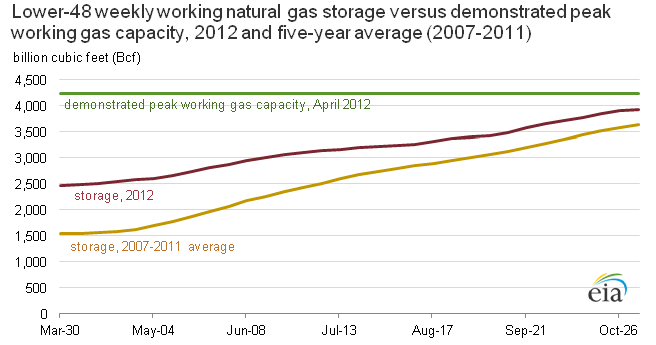 Lower-48 weekly working natural gas storage versus demonstrated peak
working gas capacity, 2012 and five-year average (2007-2011)
billion cubic feet (Bcf)
4,500
4,000
demonstrated peak working gas capacity, April 2012
3,500
3,000
2,500
storage, 2012
2,000
1,500
storage, 2007-2011 average
1,000
500
0
eia
Mar-30 May-04 Jun-08 Jul-13 Aug-17 Sep-21 Oct-26